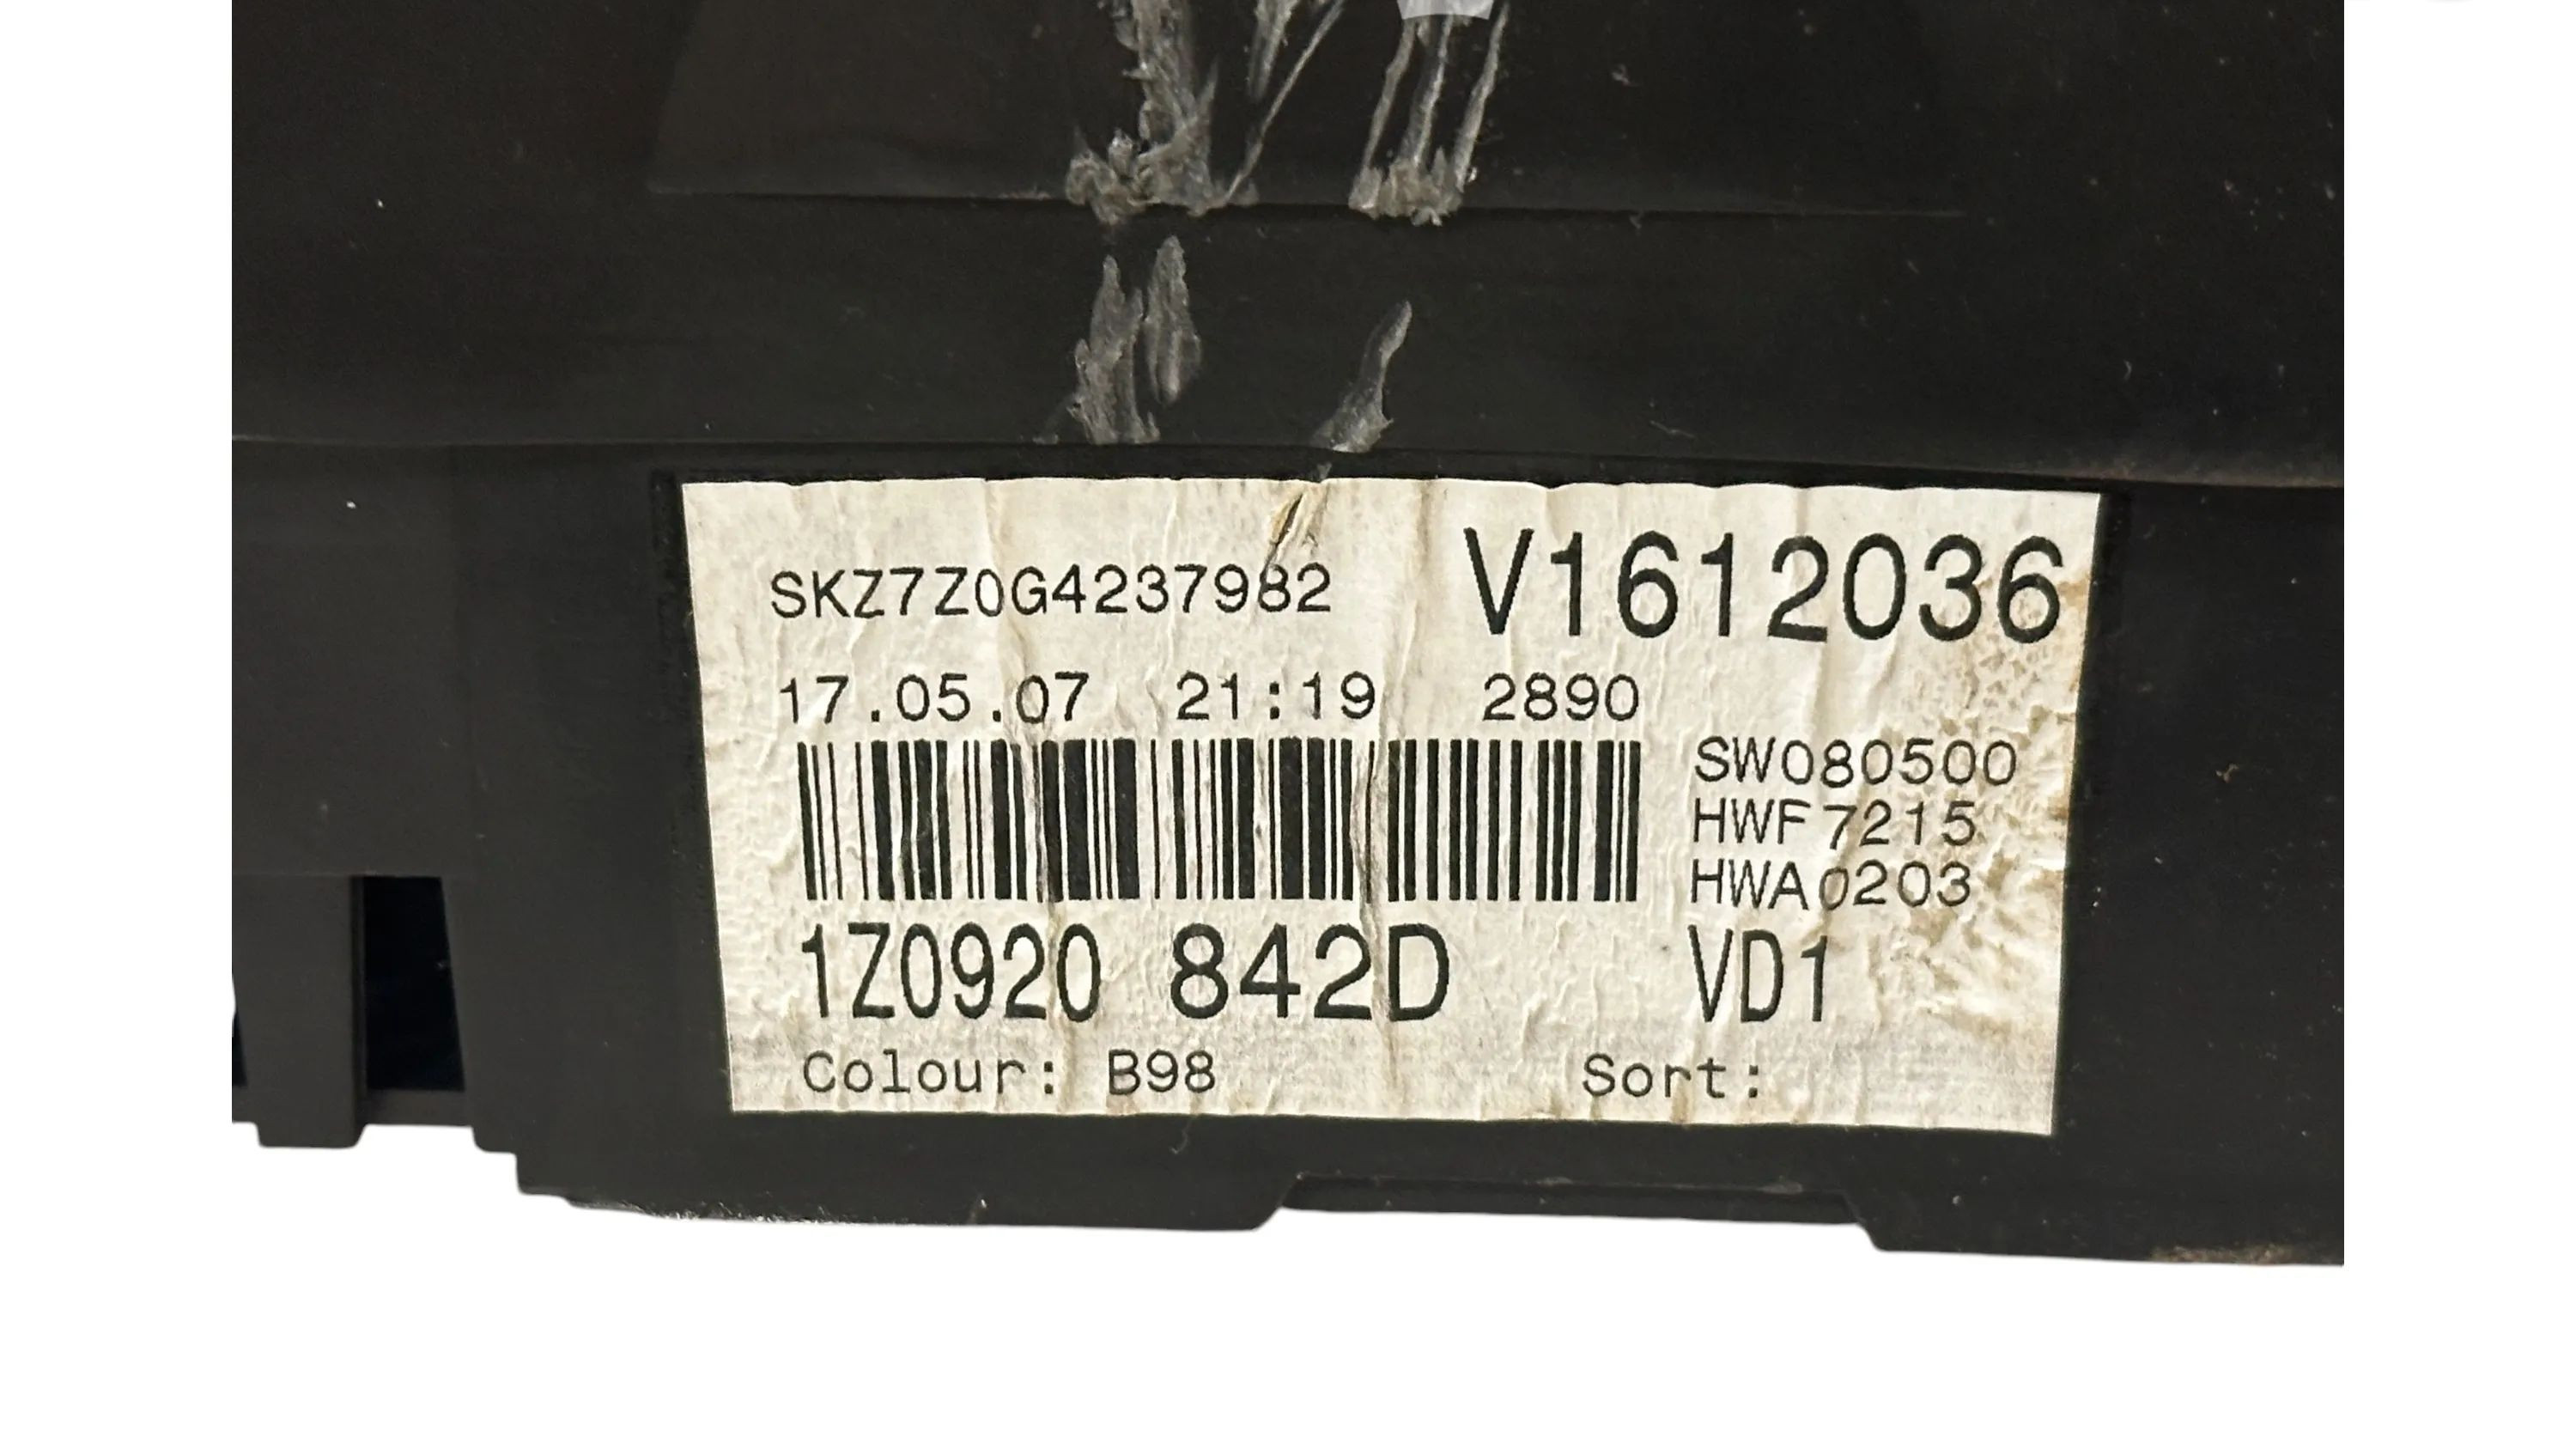 SKZ7Z0G4237982 V1612036
17.05.07 21:19 2890
SW080500
HWF7215
HWA0203
1Z0920 842D VD1
Colour: B98 Sort: